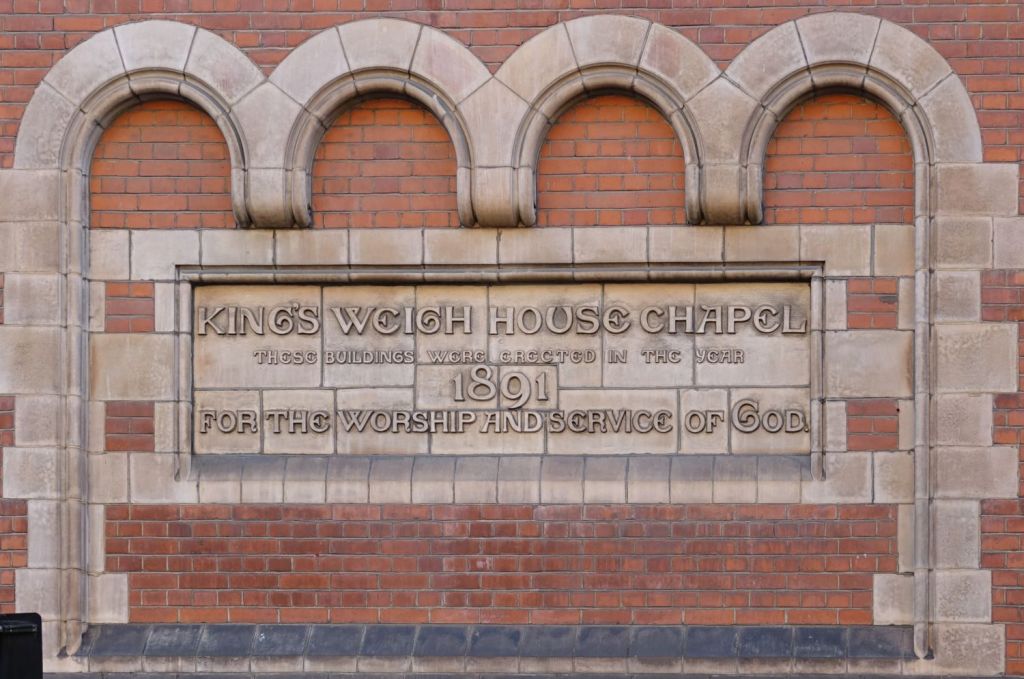 KING'S WEIGH HOUSE CHAPEL
THESE BUILDINGS WERE ERECTED IN THE YEAR
1891
FOR THE WORSHIP AND SERVICE OF GOD.